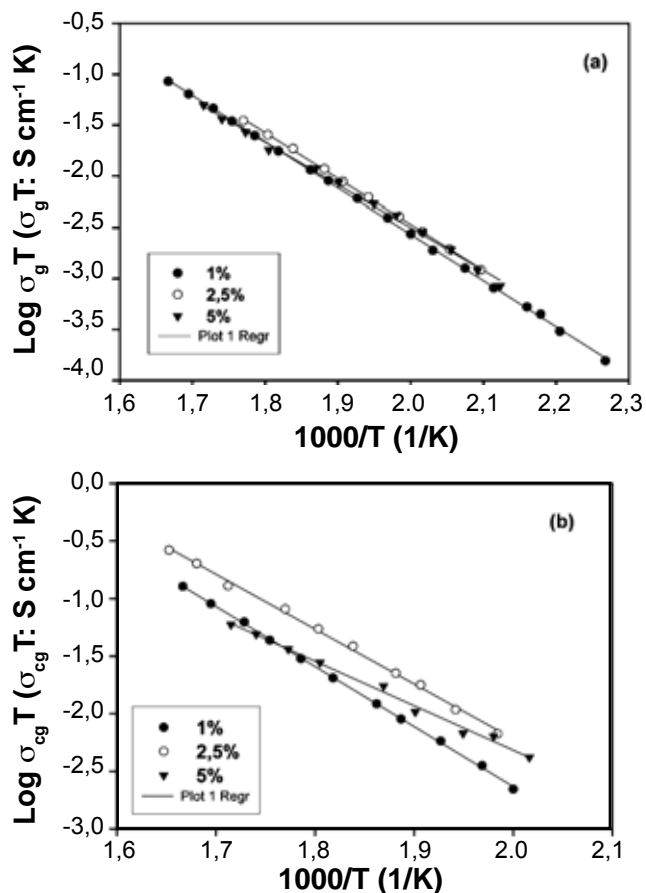 -0,5
(a)
-1,0
-1,5
-2,0
-2,5
-3,0
-3,5
-4,0
Log σgT (σgT: S cm-1 K)
1%
2,5%
5%
Plot 1 Regr
1,6 1,7 1,8 1,9 2.0 2,1 2,2 2,3
1000/T (1/K)
0,0
(b)
-0,5
-1,0
-1,5
-2,0
-2,5
-3,0
Log σcgT (σcgT: S cm-1 K)
1%
2,5%
5%
Plot 1 Regr
1,6 1,7 1,8 1,9 2.0 2,1
1000/T (1/K)